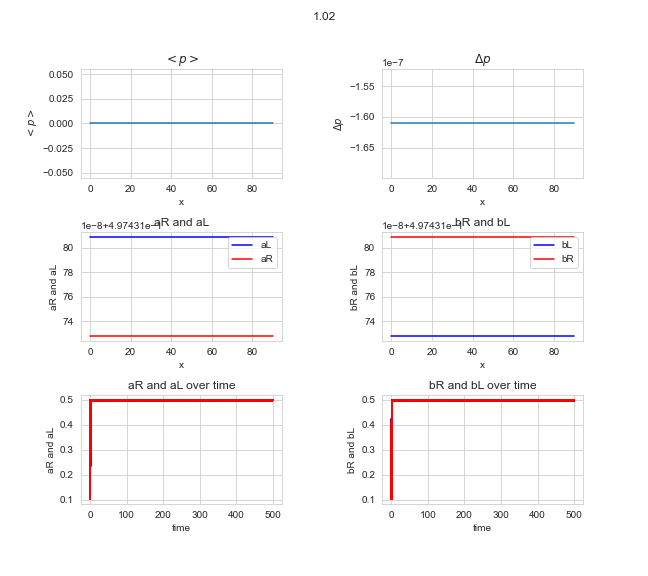 1.02
< p >
0.050
0.025
0.000
−0.025
−0.050
< p >
0 20 40 60 80
x
Δp
1e−7
−1.55
−1.60
−1.65
Δp
0 20 40 60 80
x
aR and aL
1e−8+4.97431e−1
80
78
76
74
aR and aL
aL
aR
0 20 40 60 80
x
bR and bL
1e−8+4.97431e−1
80
78
76
74
bR and bL
bL
bR
0 20 40 60 80
x
aR and aL over time
0.5
0.4
0.3
0.2
0.1
aR and aL
0 100 200 300 400 500
time
bR and bL over time
0.5
0.4
0.3
0.2
0.1
bR and bL
0 100 200 300 400 500
time